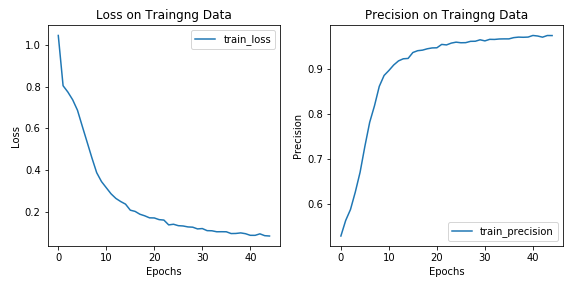 Loss on Traingng Data
1.0
0.8
0.6
0.4
0.2
Loss
train_loss
0 10 20 30 40
Epochs
Precision on Traingng Data
0.9
0.8
0.7
0.6
Precision
train_precision
0 10 20 30 40
Epochs